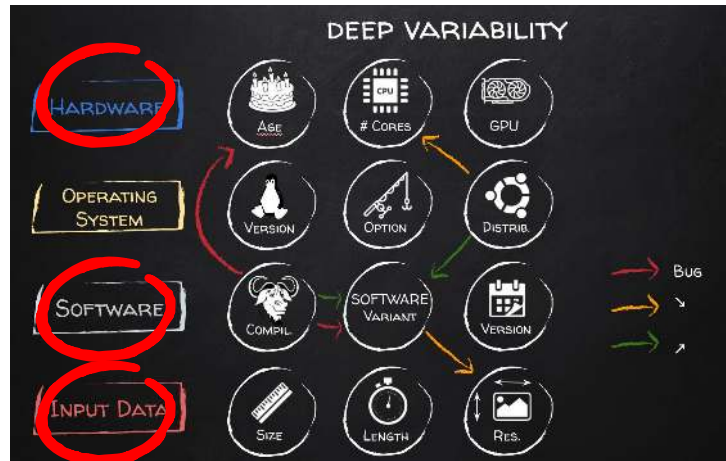 DEEP VARIABILITY
HARDWARE
CPU
AGE
# CORES
GPU
OPERATING
SYSTEM
VERSION
OPTION
DISTRIB.
SOFTWARE
COMPIL.
SOFTWARE
VARIANT
VERSION
BUG
↘
↗
INPUT DATA
SIZE
LENGTH
RES.